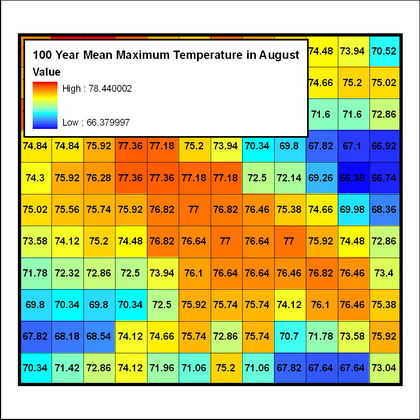 100 Year Mean Maximum Temperature in August
Value
High : 78.440002
Low : 66.379997
74.48 73.94 70.52
74.66 75.2 75.02
71.6 71.6 72.86
74.84 74.84 75.92 77.36 77.18 75.2 73.94 70.34 69.8 67.82 67.1 66.92
74.3 75.92 76.28 77.36 77.36 77.18 77.18 72.5 72.14 69.26 66.38 66.74
75.02 75.56 75.74 75.92 76.82 77 76.82 76.46 75.38 74.66 69.98 68.36
73.58 74.12 75.2 74.48 76.82 76.64 77 76.64 77 75.92 74.48 72.86
71.78 72.32 72.86 72.5 73.94 76.1 76.64 76.64 76.46 76.82 76.46 73.4
69.8 70.34 69.8 70.34 72.5 75.92 75.74 75.74 74.12 76.1 76.46 75.38
67.82 68.18 68.54 74.12 74.66 75.74 72.86 75.74 70.7 71.78 73.58 75.92
70.34 71.42 72.86 74.12 71.96 71.06 75.2 71.06 67.82 67.64 67.64 73.04